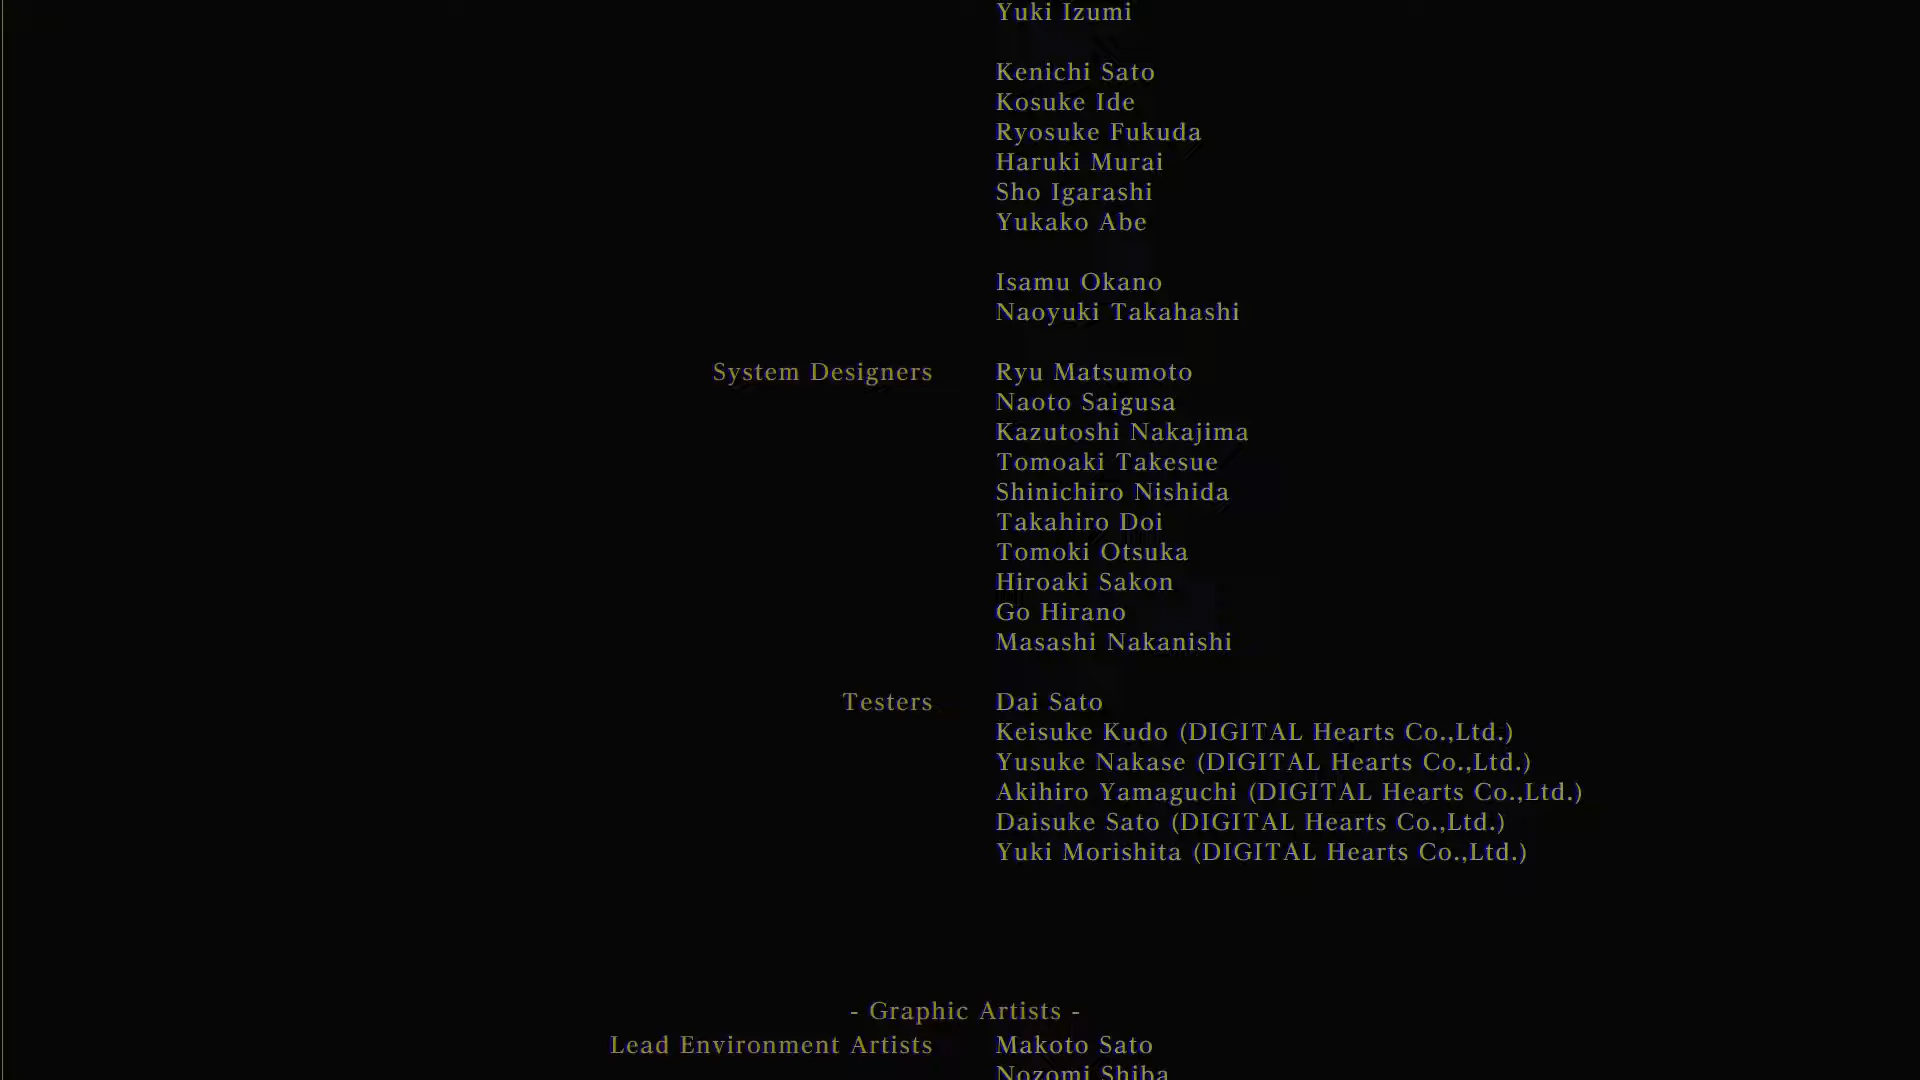 Yuki Izumi
Kenichi Sato
Kosuke Ide
Ryosuke Fukuda
Haruki Murai
Sho Igarashi
Yukako Abe
Isamu Okano
Naoyuki Takahashi
System Designers Ryu Matsumoto
Naoto Saigusa
Kazutoshi Nakajima
Tomoaki Takesue
Shinichiro Nishida
Takahiro Doi
Tomoki Otsuka
Hiroaki Sakon
Go Hirano
Masashi Nakanishi
Testers Dai Sato
Keisuke Kudo (DIGITAL Hearts Co.,Ltd.)
Yusuke Nakase (DIGITAL Hearts Co.,Ltd.)
Akihiro Yamaguchi (DIGITAL Hearts Co.,Ltd.)
Daisuke Sato (DIGITAL Hearts Co.,Ltd.)
Yuki Morishita (DIGITAL Hearts Co.,Ltd.)
- Graphic Artists -
Lead Environment Artists Makoto Sato
Nozomi Shiba